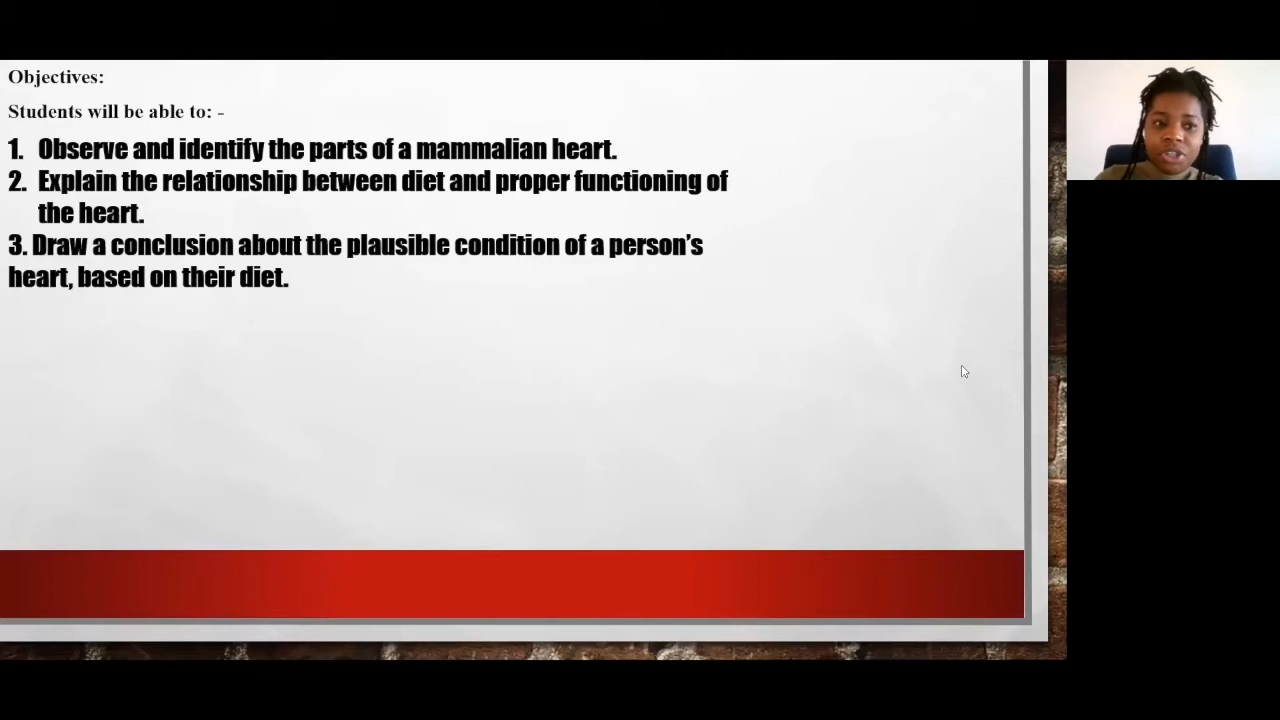 Objectives:
Students will be able to: -
1. Observe and identify the parts of a mammalian heart.
2. Explain the relationship between diet and proper functioning of
the heart.
3. Draw a conclusion about the plausible condition of a person’s
heart, based on their diet.